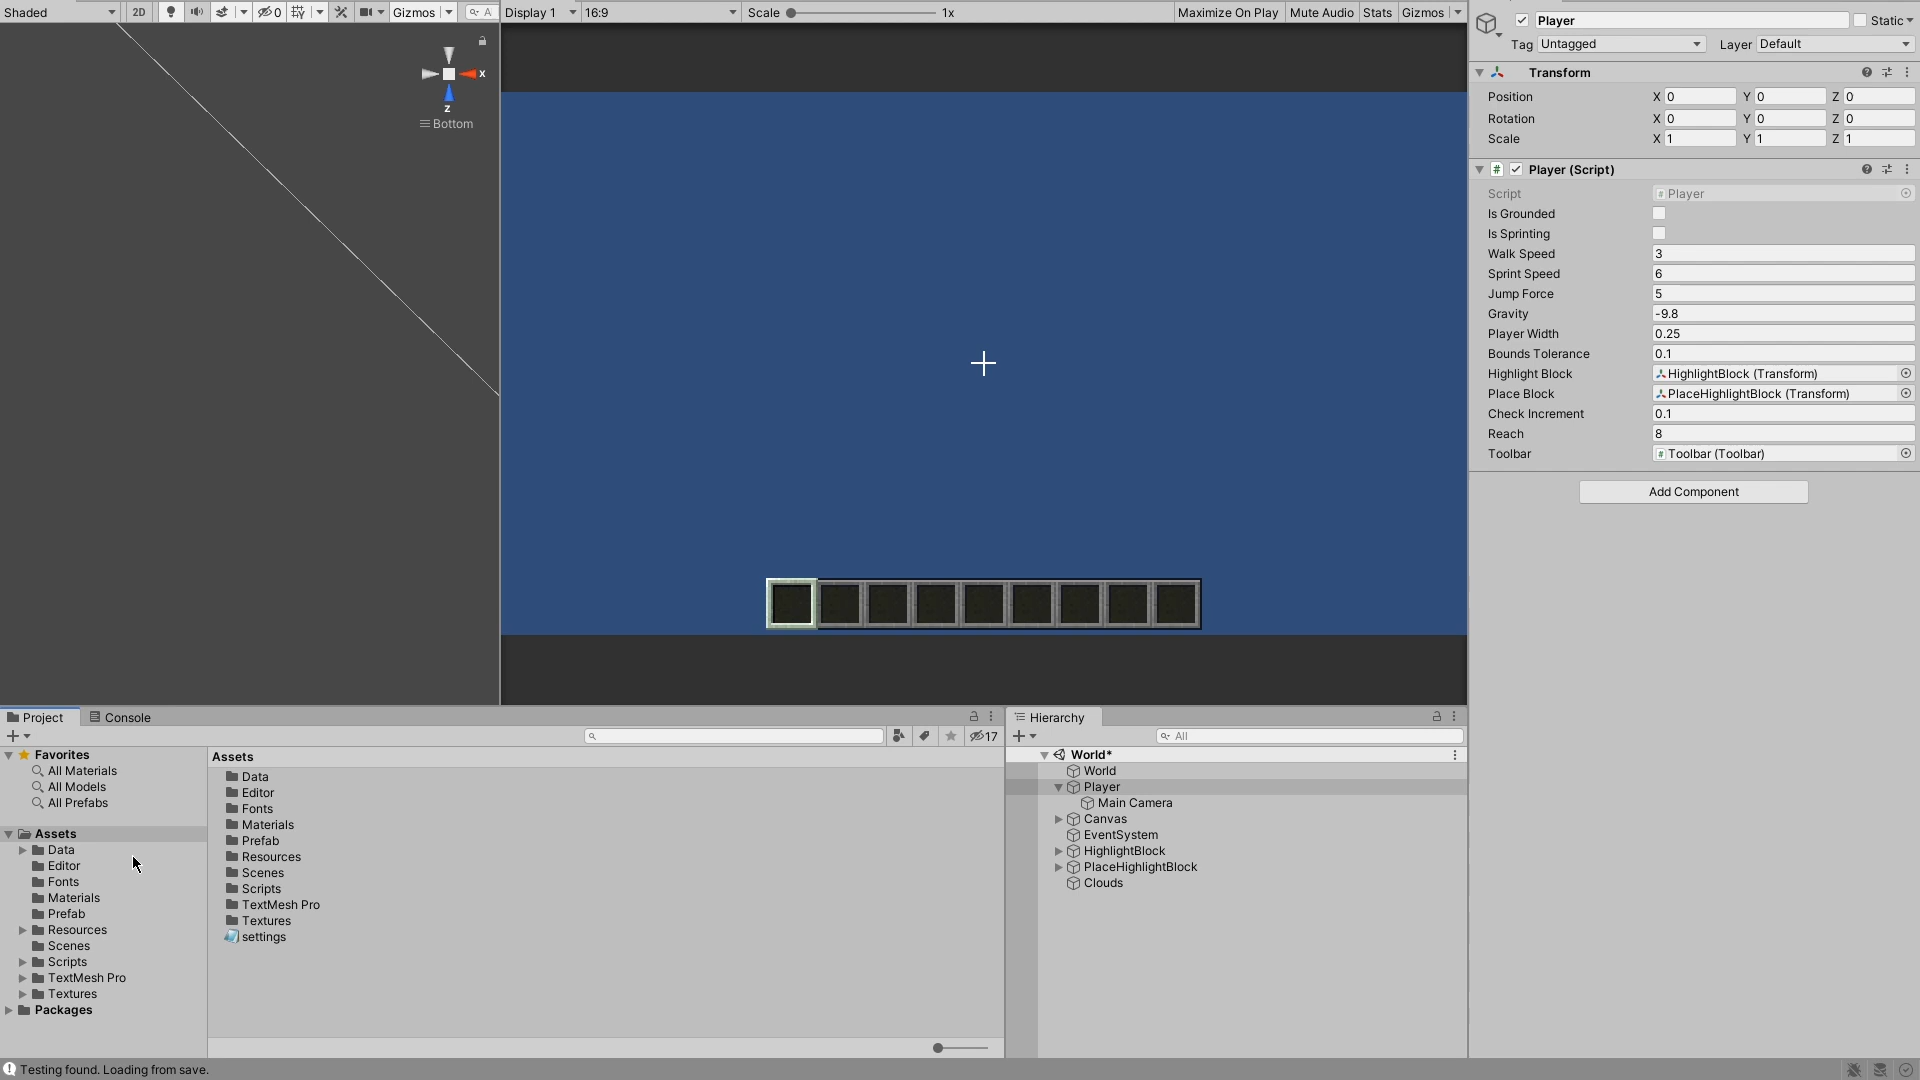 Shaded
2D
0
Gizmos
A
x
z
Bottom
Display 1
16:9
Scale
1x
Maximize On Play
Mute Audio
Stats
Gizmos
Player
Static
Tag
Untagged
Layer
Default
Transform
Position
X 0
Y 0
Z 0
Rotation
X 0
Y 0
Z 0
Scale
X 1
Y 1
Z 1
Player (Script)
Script
Player
Is Grounded
Is Sprinting
Walk Speed
3
Sprint Speed
6
Jump Force
5
Gravity
-9.8
Player Width
0.25
Bounds Tolerance
0.1
Highlight Block
HighlightBlock (Transform)
Place Block
PlaceHighlightBlock (Transform)
Check Increment
0.1
Reach
8
Toolbar
Toolbar (Toolbar)
Add Component
Project
Console
17
Favorites
All Materials
All Models
All Prefabs
Assets
Data
Editor
Fonts
Materials
Prefab
Resources
Scenes
Scripts
TextMesh Pro
Textures
Packages
Assets
Data
Editor
Fonts
Materials
Prefab
Resources
Scenes
Scripts
TextMesh Pro
Textures
settings
Hierarchy
All
World*
World
Player
Main Camera
Canvas
EventSystem
HighlightBlock
PlaceHighlightBlock
Clouds
Testing found. Loading from save.